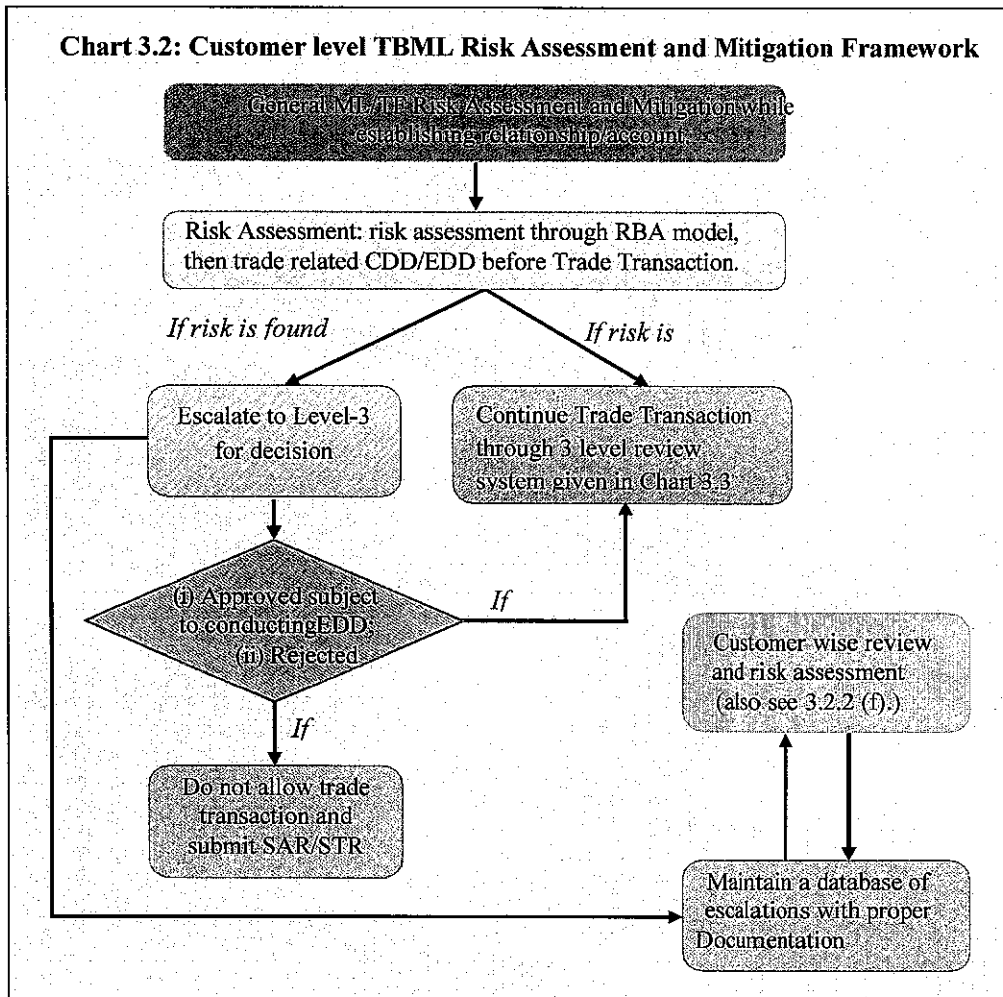 Chart 3.2: Customer level TBML Risk Assessment and Mitigation Framework
General ML/TF Risk Assessment and Mitigation while
establishing relationship/account
Risk Assessment: risk assessment through RBA model,
then trade related CDD/EDD before Trade Transaction.
If risk is found
If risk is
Escalate to Level-3
for decision
Continue Trade Transaction
through 3 level review
system given in Chart 3.3
(i) Approved subject
to conductingEDD;
(ii) Rejected
If
Customer wise review
and risk assessment
(also see 3.2.2 (f).)
If
Do not allow trade
transaction and
submit SAR/STR
Maintain a database of
escalations with proper
Documentation